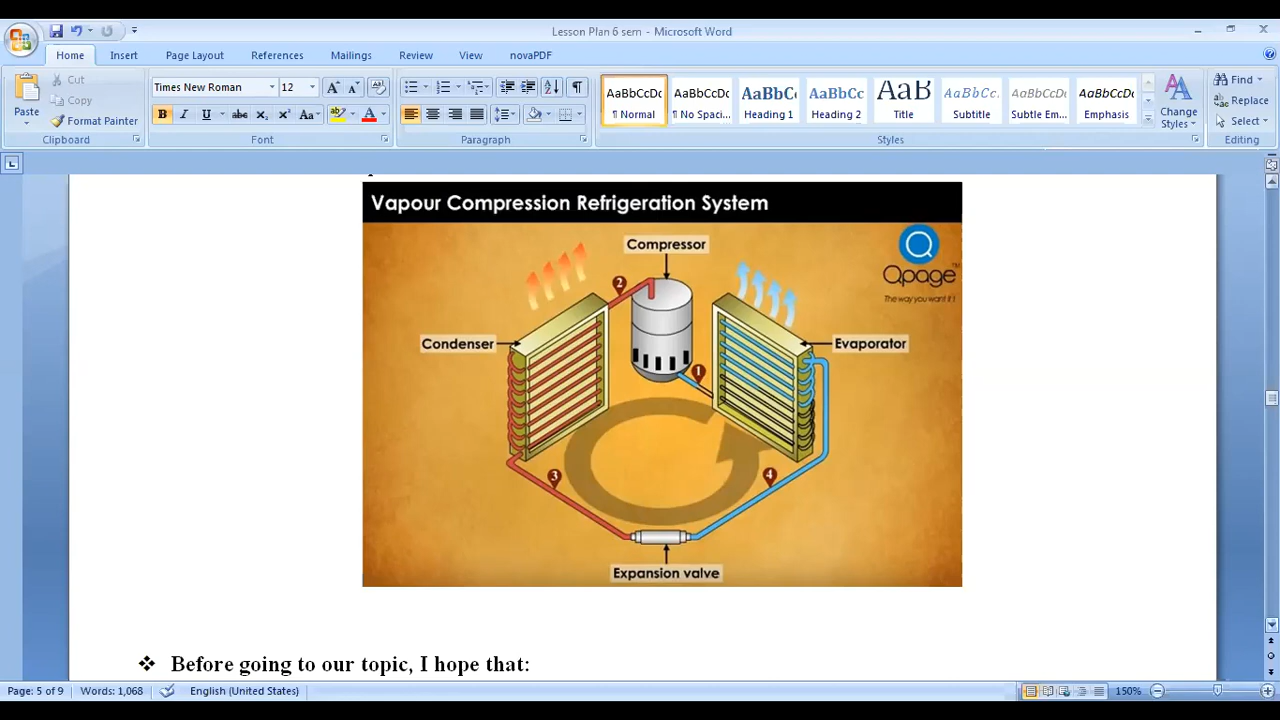 Lesson Plan 6 sem - Microsoft Word
Home Insert Page Layout References Mailings Review View novaPDF
Paste
Cut
Copy
Format Painter
Clipboard
Times New Roman 12
Font
Paragraph
AaBbCcDc AaBbCcDc AaBbC AaBbCc AaB AaBbCc. AaBbCcDc AaBbCcDc
¶ Normal ¶ No Spaci... Heading 1 Heading 2 Title Subtitle Subtle Em... Emphasis
Change Styles
Styles
Find
Replace
Select
Editing
Vapour Compression Refrigeration System
Qpage™
The way you want it !
Compressor
2
Condenser
Evaporator
1
3
4
Expansion valve
❖ Before going to our topic, I hope that:
Page: 5 of 9 Words: 1,068 English (United States) 150%